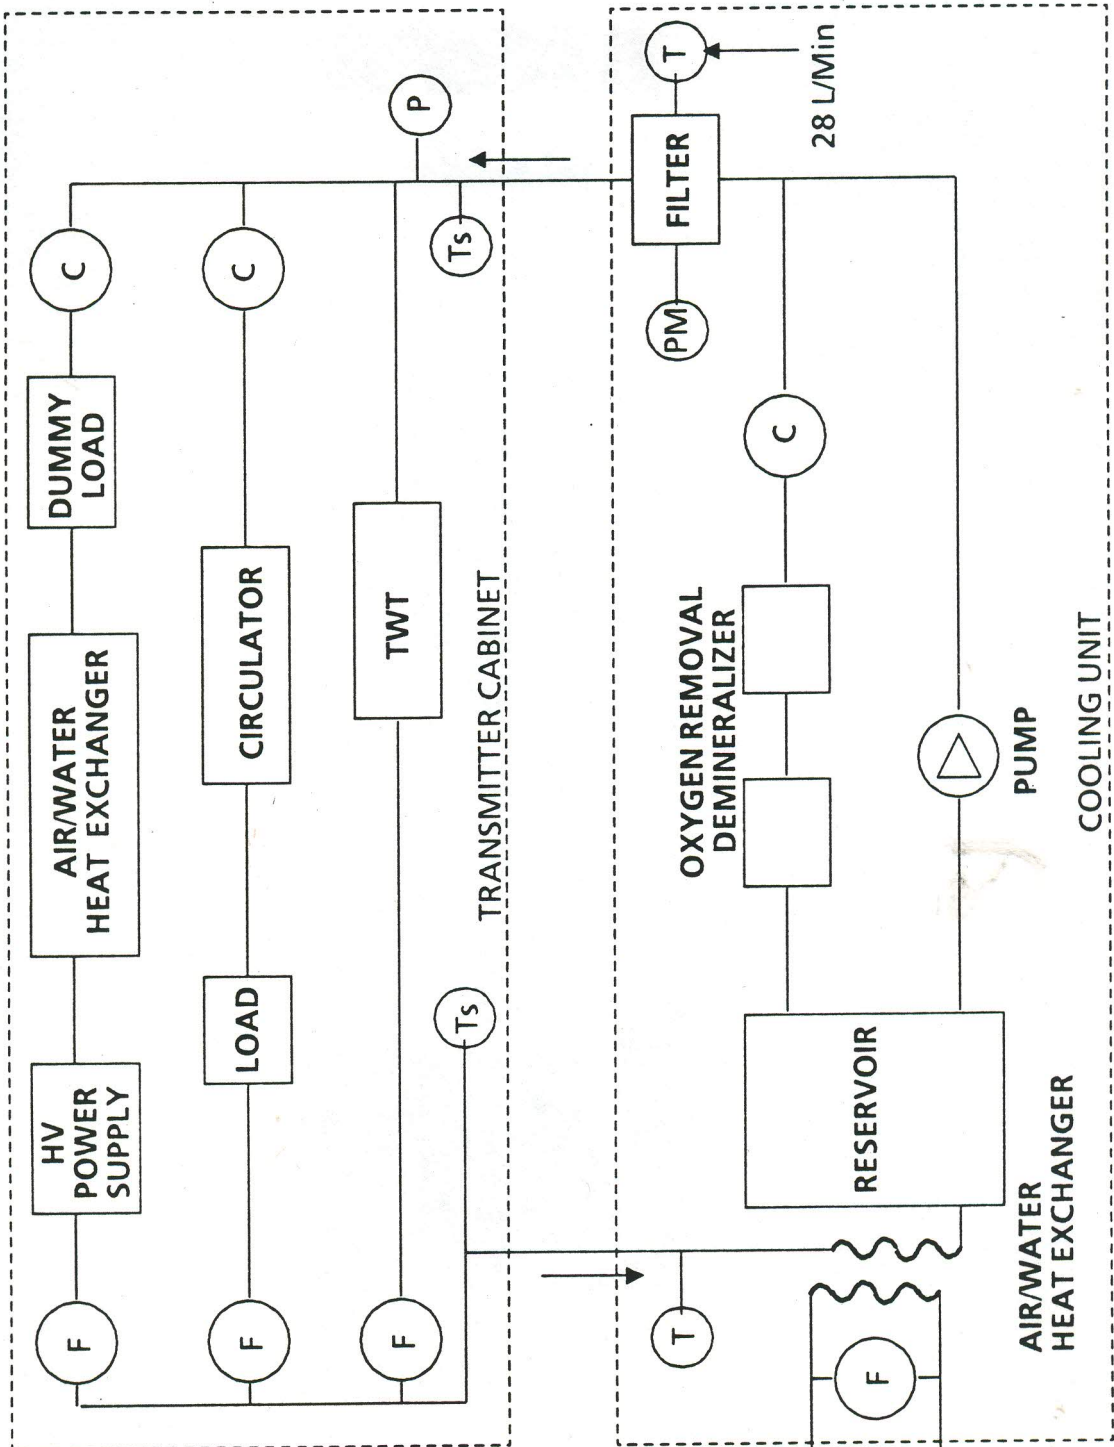 F
HV
POWER
SUPPLY
AIR/WATER
HEAT EXCHANGER
DUMMY
LOAD
C
F
LOAD
CIRCULATOR
C
F
TWT
P
Ts
Ts
TRANSMITTER CABINET
T
PM
FILTER
T
28 L/Min
OXYGEN REMOVAL
DEMINERALIZER
C
F
RESERVOIR
PUMP
AIR/WATER
HEAT EXCHANGER
COOLING UNIT